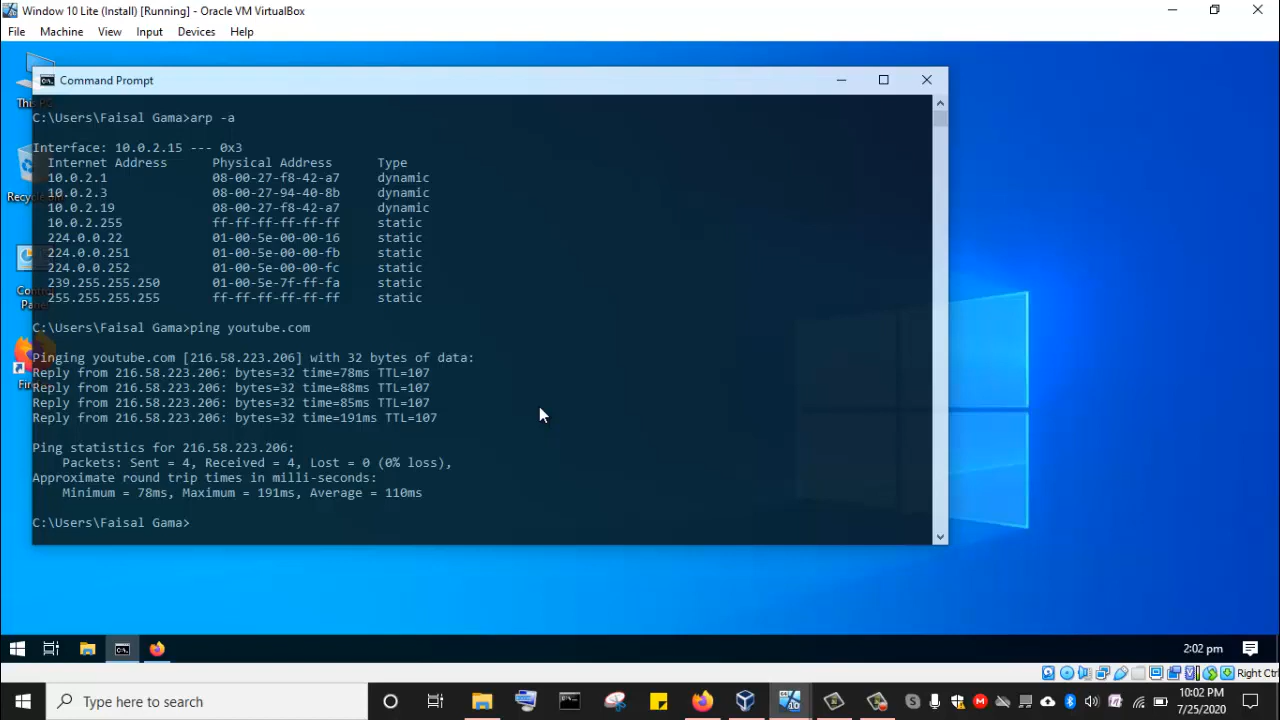 Windows 10 Lite (Install) [Running] - Oracle VM VirtualBox
File Machine View Input Devices Help
Command Prompt
C:\Users\Faisal Gama>arp -a
Interface: 10.0.2.15 --- 0x3
Internet Address Physical Address Type
10.0.2.1 08-00-27-f8-42-a7 dynamic
10.0.2.3 08-00-27-94-40-8b dynamic
10.0.2.19 08-00-27-f8-42-a7 dynamic
10.0.2.255 ff-ff-ff-ff-ff-ff static
224.0.0.22 01-00-5e-00-00-16 static
224.0.0.251 01-00-5e-00-00-fb static
224.0.0.252 01-00-5e-00-00-fc static
239.255.255.250 01-00-5e-7f-ff-fa static
255.255.255.255 ff-ff-ff-ff-ff-ff static
C:\Users\Faisal Gama>ping youtube.com
Pinging youtube.com [216.58.223.206] with 32 bytes of data:
Reply from 216.58.223.206: bytes=32 time=78ms TTL=107
Reply from 216.58.223.206: bytes=32 time=88ms TTL=107
Reply from 216.58.223.206: bytes=32 time=85ms TTL=107
Reply from 216.58.223.206: bytes=32 time=191ms TTL=107
Ping statistics for 216.58.223.206:
Packets: Sent = 4, Received = 4, Lost = 0 (0% loss),
Approximate round trip times in milli-seconds:
Minimum = 78ms, Maximum = 191ms, Average = 110ms
C:\Users\Faisal Gama>
2:02 pm
Right Ctrl
Type here to search
10:02 PM
7/25/2020